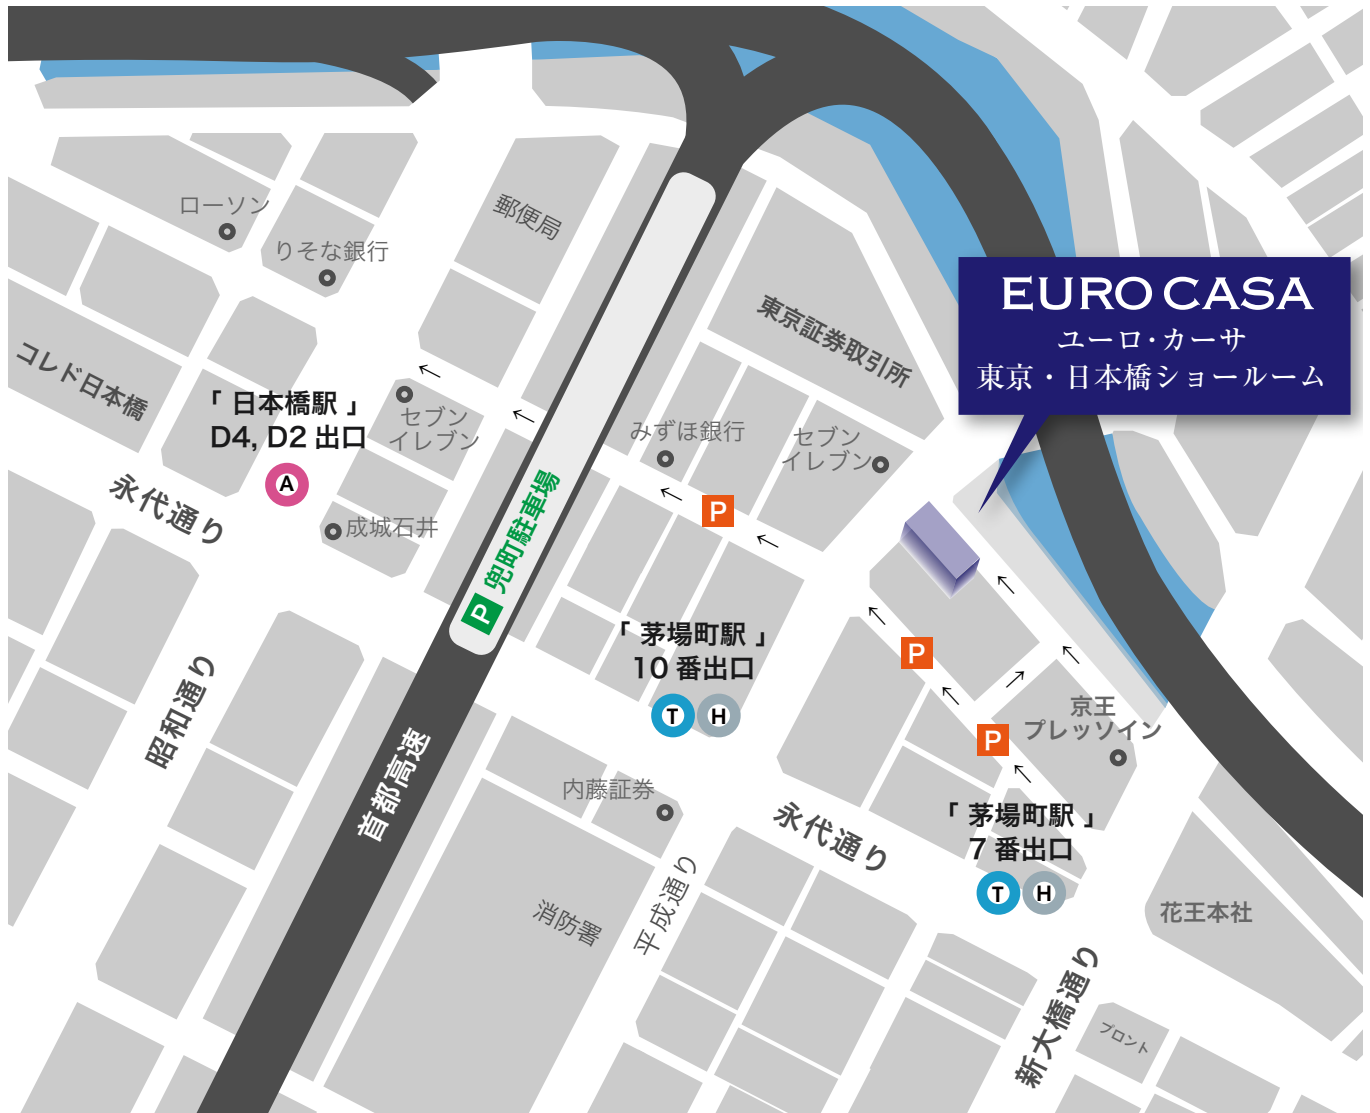 ローソン
りそな銀行
郵便局
EURO CASA
ユーロ・カーサ
東京・日本橋ショールーム
東京証券取引所
コレド日本橋
「 日本橋駅 」
D4, D2 出口
A
セブン
イレブン
みずほ銀行
セブン
イレブン
永代通り
成城石井
P 兜町駐車場
P
「 茅場町駅 」
10 番出口
T
H
P
昭和通り
京王
プレッソイン
P
首都高速
内藤証券
永代通り
「 茅場町駅 」
7 番出口
T
H
平成通り
消防署
花王本社
新大橋通り
ブロント